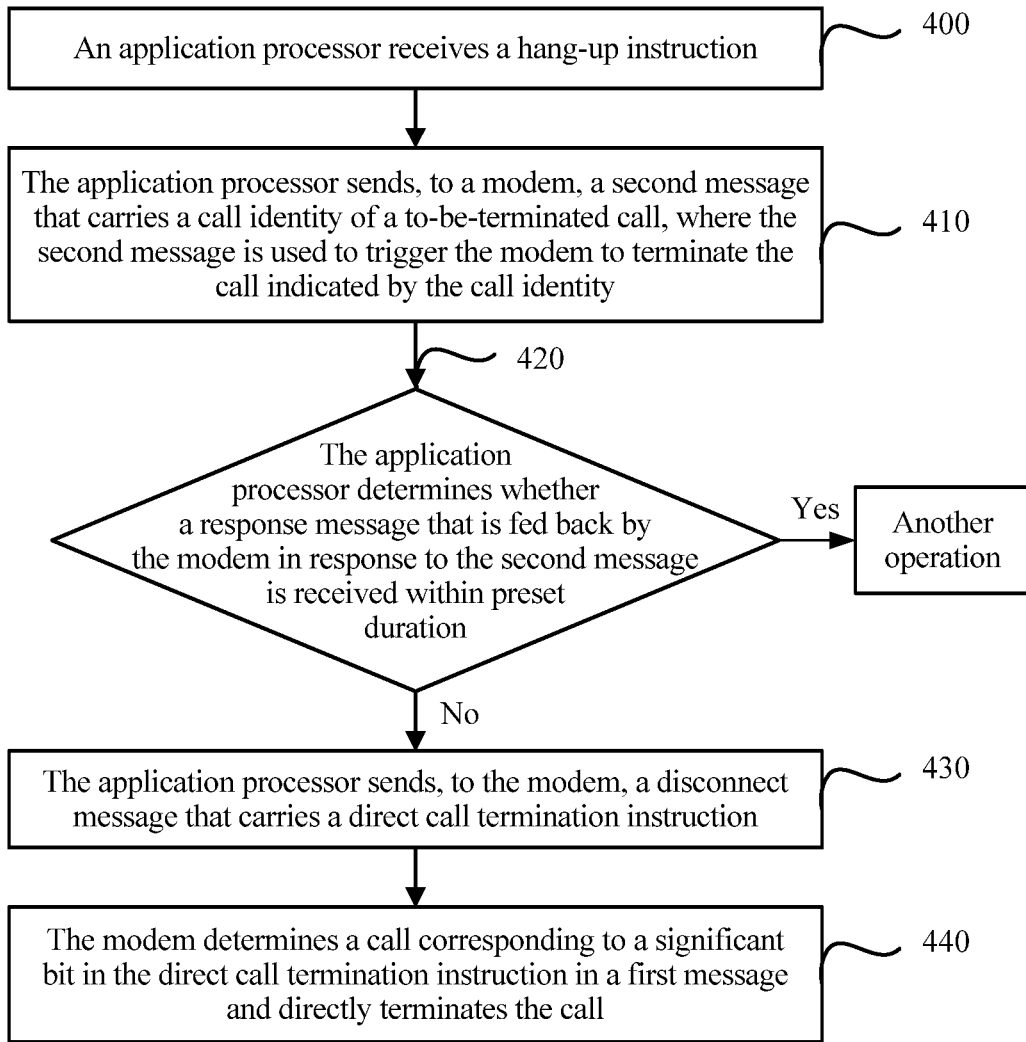 An application processor receives a hang-up instruction
400
The application processor sends, to a modem, a second message
that carries a call identity of a to-be-terminated call, where the
second message is used to trigger the modem to terminate the
call indicated by the call identity
410
420
The application
processor determines whether
a response message that is fed back by
the modem in response to the second message
is received within preset
duration
Yes
Another
operation
No
The application processor sends, to the modem, a disconnect
message that carries a direct call termination instruction
430
The modem determines a call corresponding to a significant
bit in the direct call termination instruction in a first message
and directly terminates the call
440